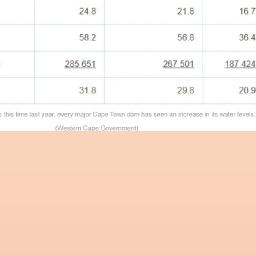 24.8 21.8 16.7
58.2 56.8 36.4
285 651 267 501 187 424
31.8 29.8 20.9
this time last year, every major Cape Town dam has seen an increase in its water levels.
(Western Cape Government)